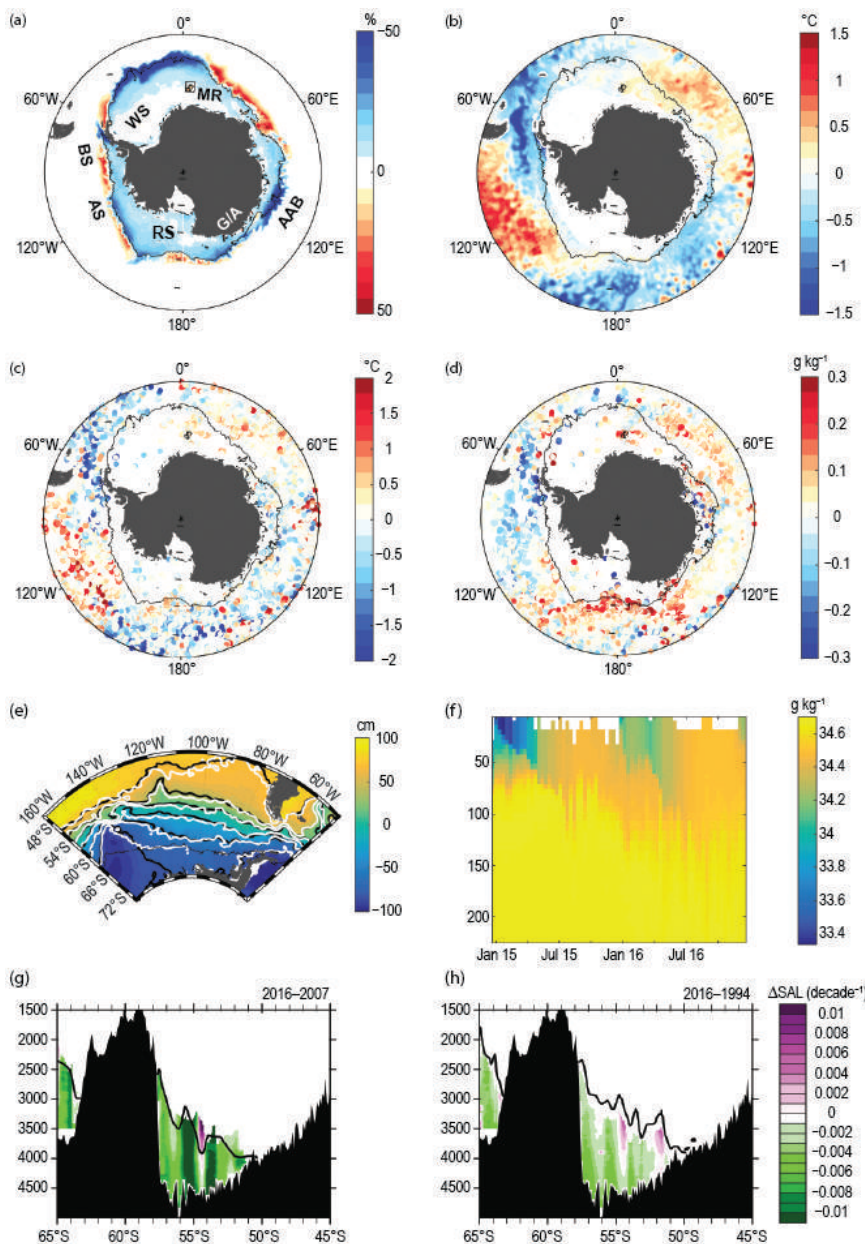 (a)
%
−50
0
50
0°
60°W
60°E
120°W
120°E
180°
WS
MR
BS
AS
RS
G/A
AAB
(b)
°C
1.5
1
0.5
0
−0.5
−1
−1.5
0°
60°W
60°E
120°W
120°E
180°
(c)
°C
2
1.5
1
0.5
0
−0.5
−1
−1.5
−2
0°
60°W
60°E
120°W
120°E
180°
(d)
g kg⁻¹
0.3
0.2
0.1
0
−0.1
−0.2
−0.3
0°
60°W
60°E
120°W
120°E
180°
(e)
cm
100
50
0
−50
−100
160°W
140°W
120°W
100°W
80°W
60°W
48°S
54°S
60°S
66°S
72°S
(f)
g kg⁻¹
34.6
34.4
34.2
34
33.8
33.6
33.4
50
100
150
200
Jan 15
Jul 15
Jan 16
Jul 16
(g)
2016–2007
1500
2000
2500
3000
3500
4000
4500
65°S
60°S
55°S
50°S
45°S
(h)
2016–1994
1500
2000
2500
3000
3500
4000
4500
65°S
60°S
55°S
50°S
45°S
ΔSAL (decade⁻¹)
0.01
0.008
0.006
0.004
0.002
0
−0.002
−0.004
−0.006
−0.008
−0.01